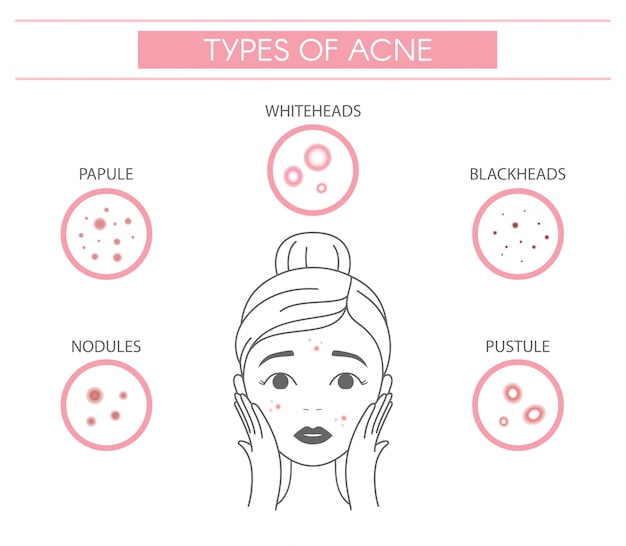 TYPES OF ACNE
WHITEHEADS
PAPULE
BLACKHEADS
NODULES
PUSTULE